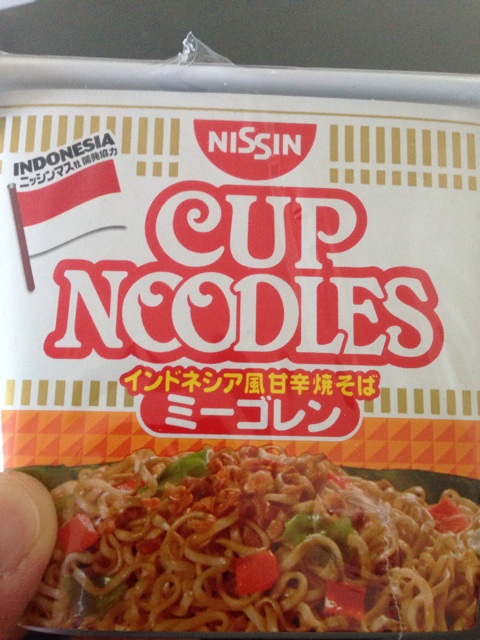 NISSIN
INDONESIA
ニッシンマス社 開発協力
CUP
NOODLES
インドネシア風甘辛焼そば
ミーゴレン